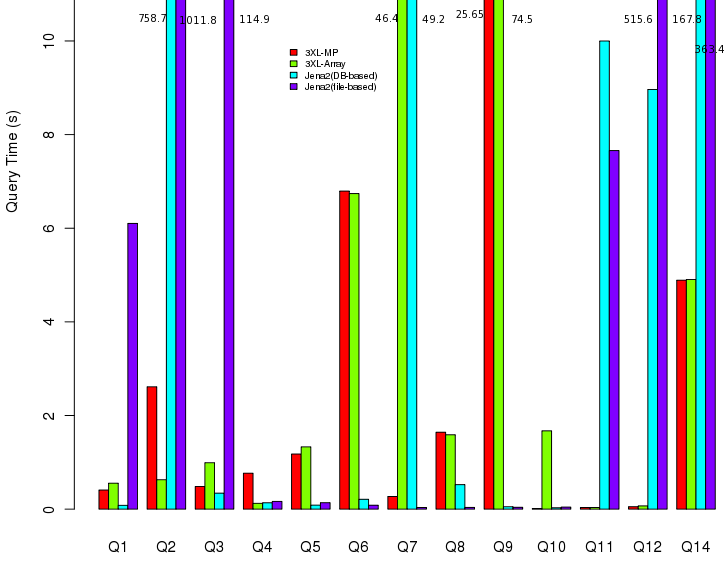 758.7 1011.8 114.9 46.4 49.2 25.65 74.5 515.6 167.8
363.4
3XL-MP
3XL-Array
Jena2(DB-based)
Jena2(file-based)
Query Time (s)
10
8
6
4
2
0
Q1 Q2 Q3 Q4 Q5 Q6 Q7 Q8 Q9 Q10 Q11 Q12 Q14